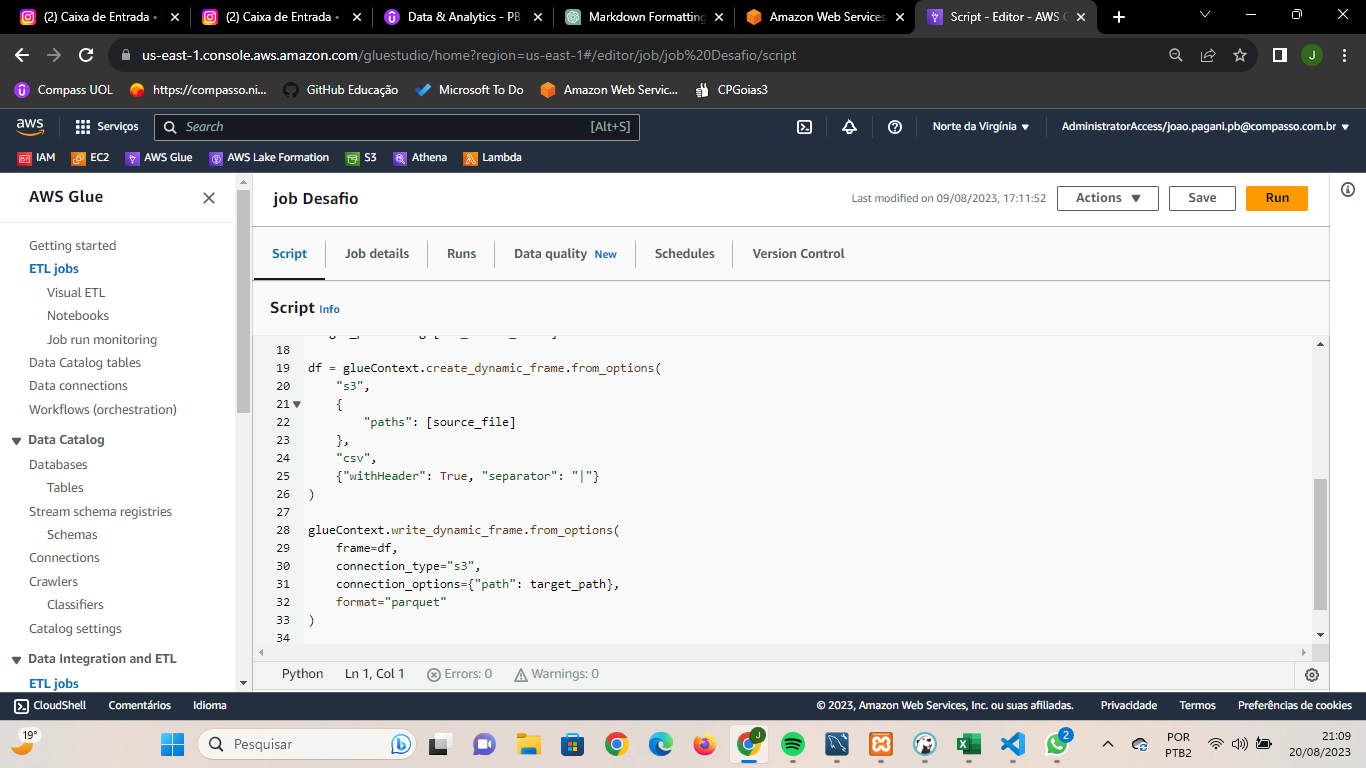 (2) Caixa de Entrada •
(2) Caixa de Entrada •
Data & Analytics - PB
Markdown Formatting
Amazon Web Services
Script - Editor - AWS G
us-east-1.console.aws.amazon.com/gluestudio/home?region=us-east-1#/editor/job/job%20Desafio/script
J
Compass UOL
https://compasso.ni...
GitHub Educação
Microsoft To Do
Amazon Web Servic...
CPGoias3
aws
Serviços
Search
[Alt+S]
Norte da Virgínia
AdministratorAccess/joao.pagani.pb@compasso.com.br
IAM
EC2
AWS Glue
AWS Lake Formation
S3
Athena
Lambda
AWS Glue
Getting started
ETL jobs
Visual ETL
Notebooks
Job run monitoring
Data Catalog tables
Data connections
Workflows (orchestration)
Data Catalog
Databases
Tables
Stream schema registries
Schemas
Connections
Crawlers
Classifiers
Catalog settings
Data Integration and ETL
ETL jobs
job Desafio
Last modified on 09/08/2023, 17:11:52
Actions
Save
Run
Script
Job details
Runs
Data quality New
Schedules
Version Control
Script Info
18
19 df = glueContext.create_dynamic_frame.from_options(
20 "s3",
21 {
22 "paths": [source_file]
23 },
24 "csv",
25 {"withHeader": True, "separator": "|"}
26 )
27
28 glueContext.write_dynamic_frame.from_options(
29 frame=df,
30 connection_type="s3",
31 connection_options={"path": target_path},
32 format="parquet"
33 )
34
Python
Ln 1, Col 1
Errors: 0
Warnings: 0
CloudShell
Comentários
Idioma
© 2023, Amazon Web Services, Inc. ou suas afiliadas.
Privacidade
Termos
Preferências de cookies
19°
Pesquisar
J
2
POR
PTB2
21:09
20/08/2023